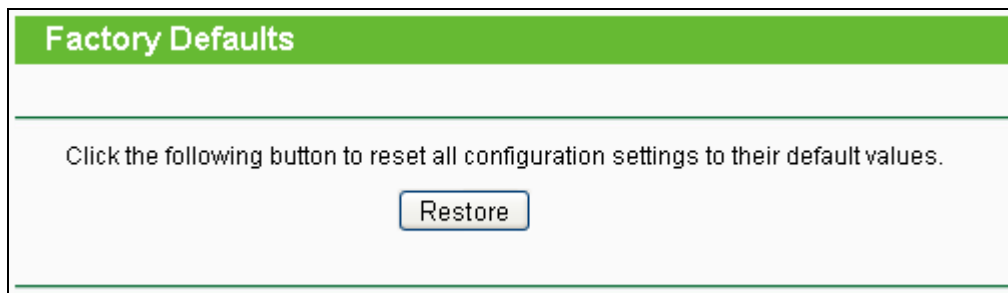 Factory Defaults
Click the following button to reset all configuration settings to their default values.
Restore